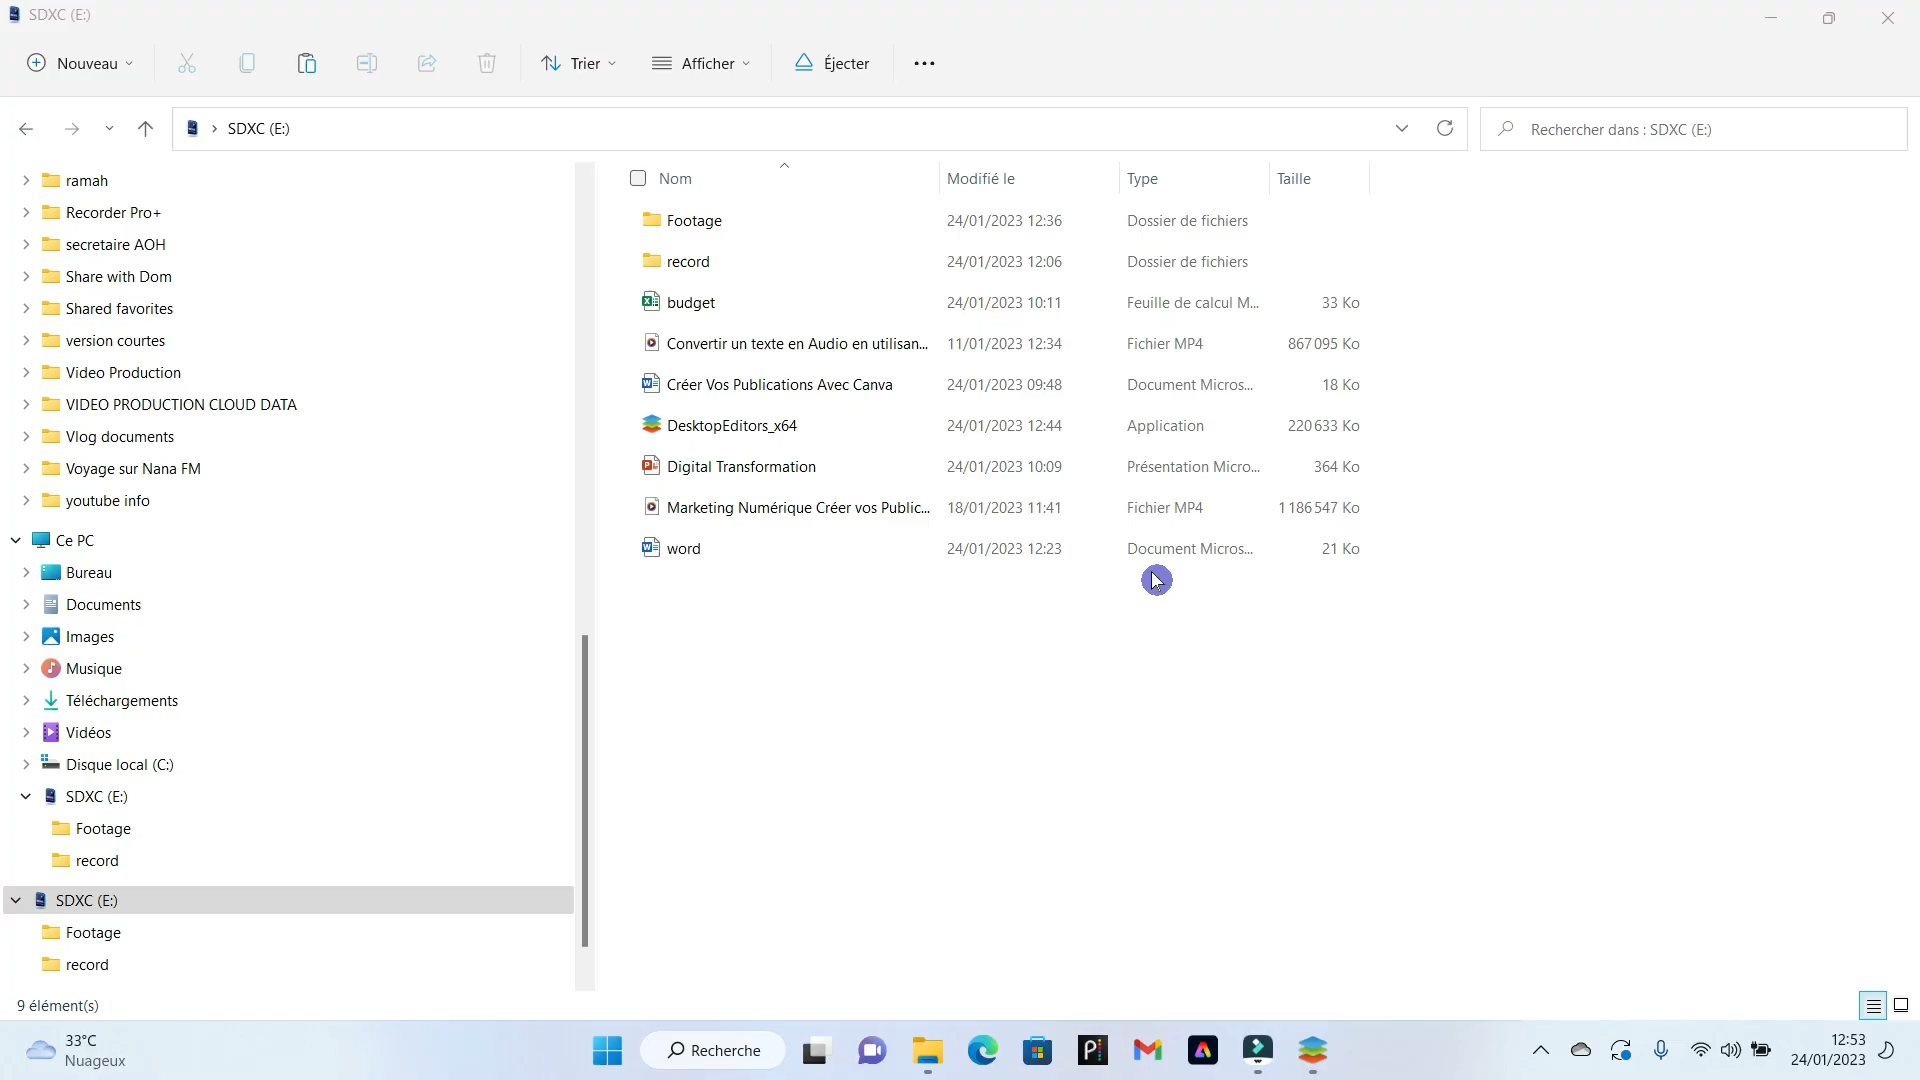 SDXC (E:)
Nouveau
Trier
Afficher
Éjecter
SDXC (E:)
Rechercher dans : SDXC (E:)
ramah
Recorder Pro+
secretaire AOH
Share with Dom
Shared favorites
version courtes
Video Production
VIDEO PRODUCTION CLOUD DATA
Vlog documents
Voyage sur Nana FM
youtube info
Ce PC
Bureau
Documents
Images
Musique
Téléchargements
Vidéos
Disque local (C:)
SDXC (E:)
Footage
record
SDXC (E:)
Footage
record
Nom Modifié le Type Taille
Footage 24/01/2023 12:36 Dossier de fichiers
record 24/01/2023 12:06 Dossier de fichiers
budget 24/01/2023 10:11 Feuille de calcul M... 33 Ko
Convertir un texte en Audio en utilisan... 11/01/2023 12:34 Fichier MP4 867 095 Ko
Créer Vos Publications Avec Canva 24/01/2023 09:48 Document Micros... 18 Ko
DesktopEditors_x64 24/01/2023 12:44 Application 220 633 Ko
Digital Transformation 24/01/2023 10:09 Présentation Micro... 364 Ko
Marketing Numérique Créer vos Public... 18/01/2023 11:41 Fichier MP4 1 186 547 Ko
word 24/01/2023 12:23 Document Micros... 21 Ko
9 élément(s)
33°C
Nuageux
Recherche
12:53
24/01/2023